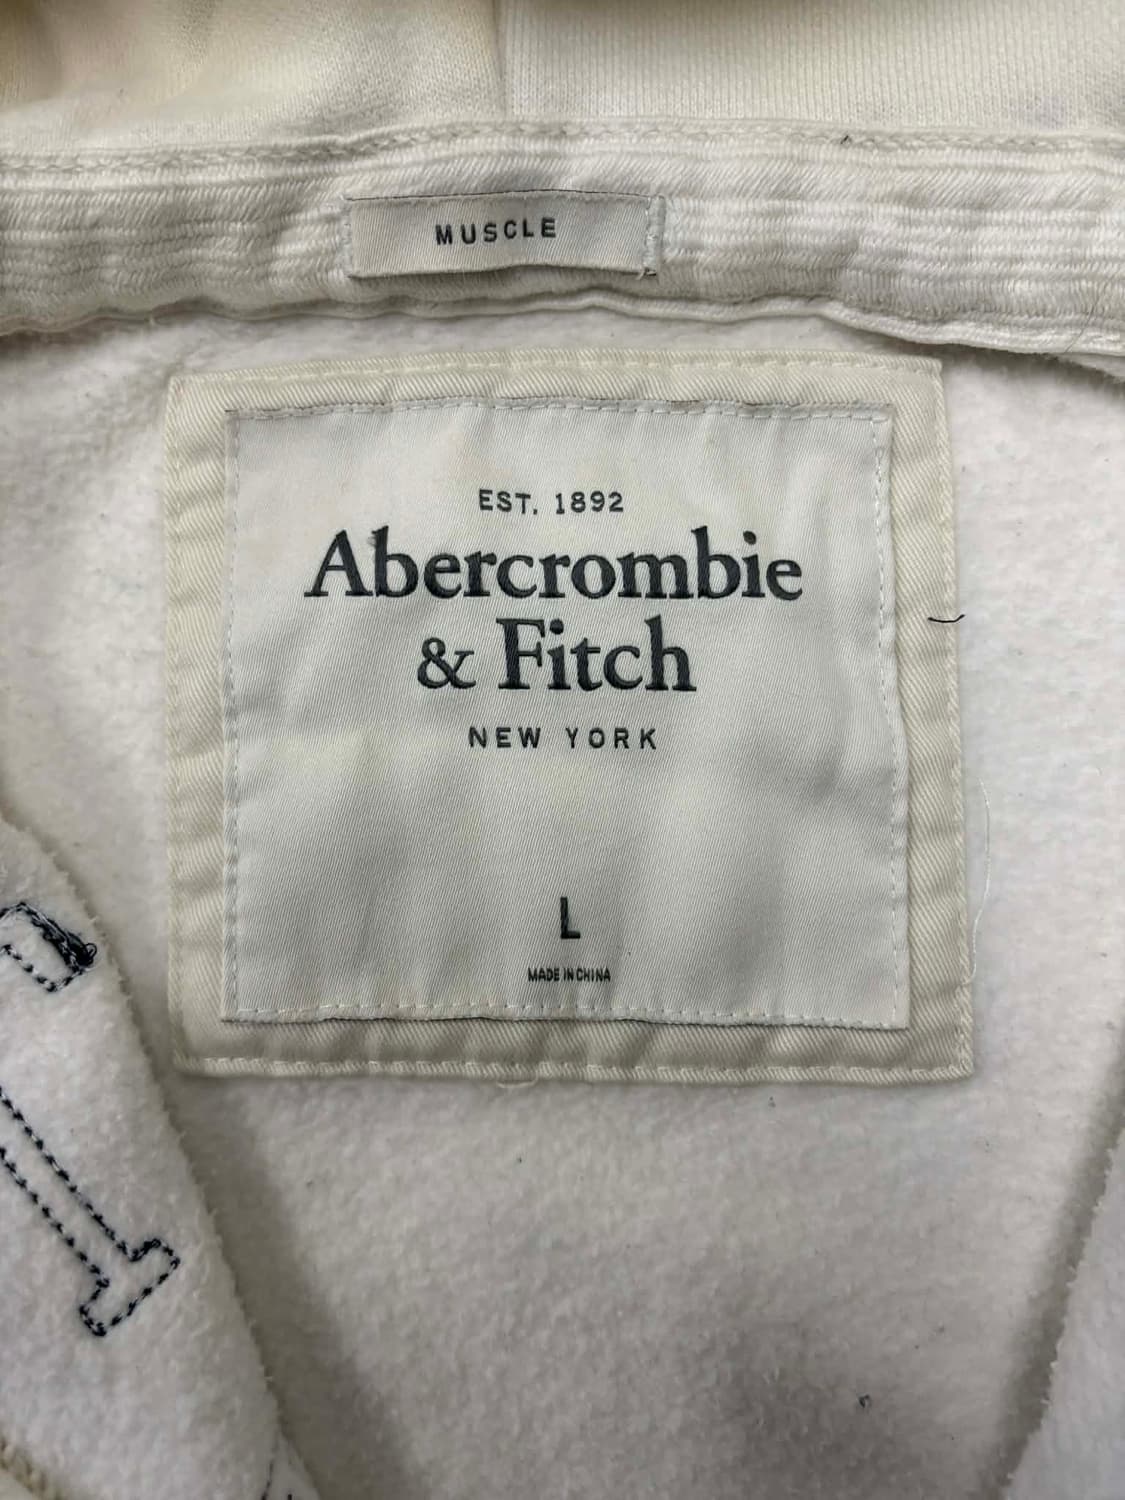 MUSCLE
EST. 1892
Abercrombie
& Fitch
NEW YORK
L
MADE IN CHINA